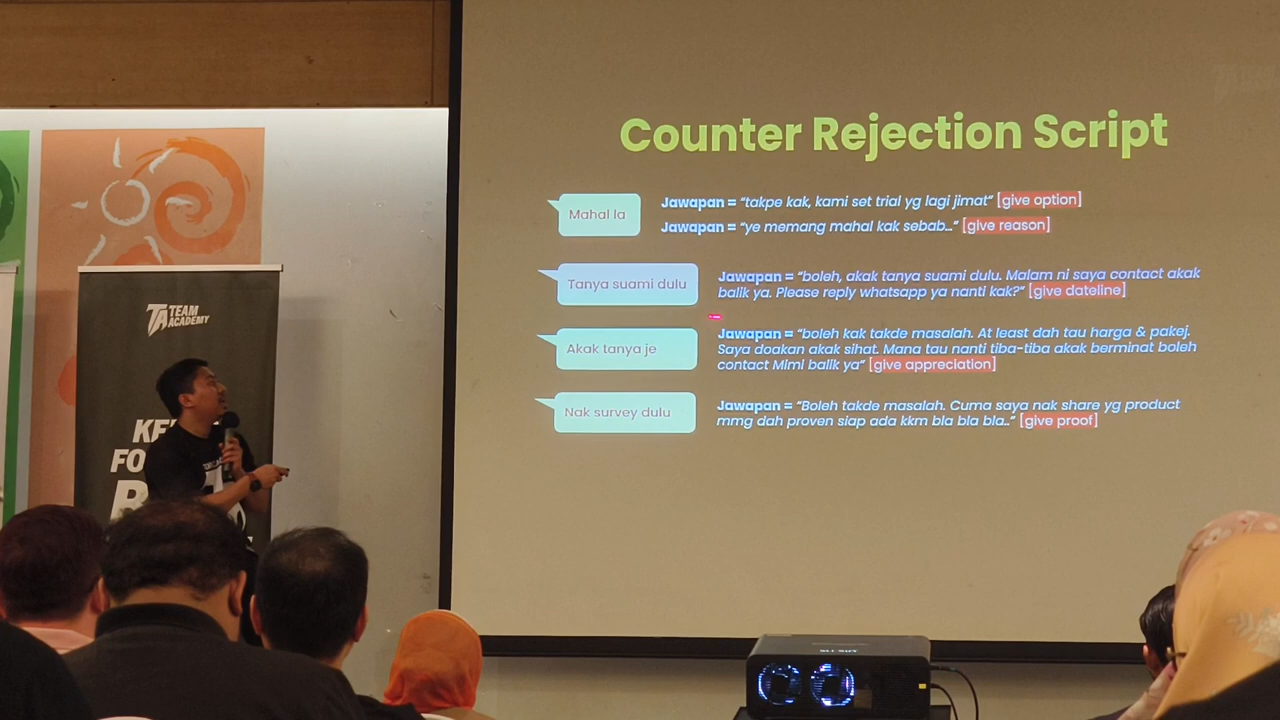 Counter Rejection Script
Mahal la
Jawapan = “takpe kak, kami set trial yg lagi jimat” [give option]
Jawapan = “ye memang mahal kak sebab...” [give reason]
Tanya suami dulu
Jawapan = “boleh, akak tanya suami dulu. Malam ni saya contact akak
balik ya. Please reply whatsapp ya nanti kak?” [give dateline]
Akak tanya je
Jawapan = “boleh kak takde masalah. At least dah tau harga & pakej.
Saya doakan akak sihat. Mana tau nanti tiba-tiba akak berminat boleh
contact Mimi balik ya” [give appreciation]
Nak survey dulu
Jawapan = “Boleh takde masalah. Cuma saya nak share yg product
mmg dah proven siap ada kkm bla bla bla..” [give proof]
TA TEAM
ACADEMY